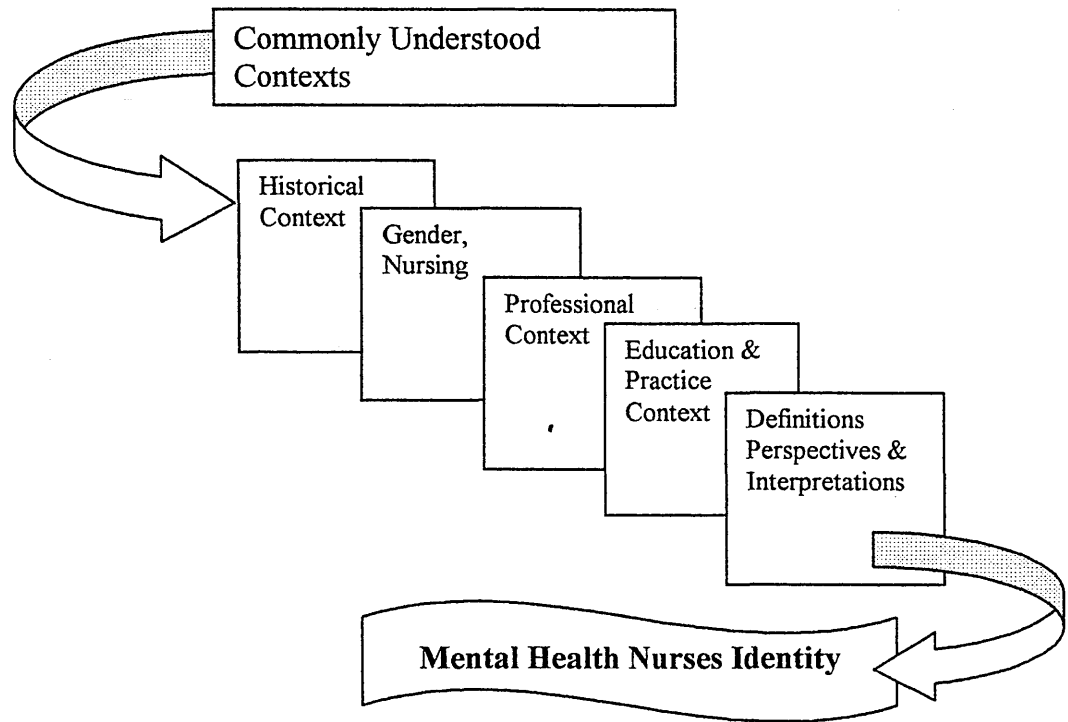 Commonly Understood
Contexts
Historical
Context
Gender,
Nursing
Professional
Context
Education &
Practice
Context
Definitions
Perspectives &
Interpretations
Mental Health Nurses Identity